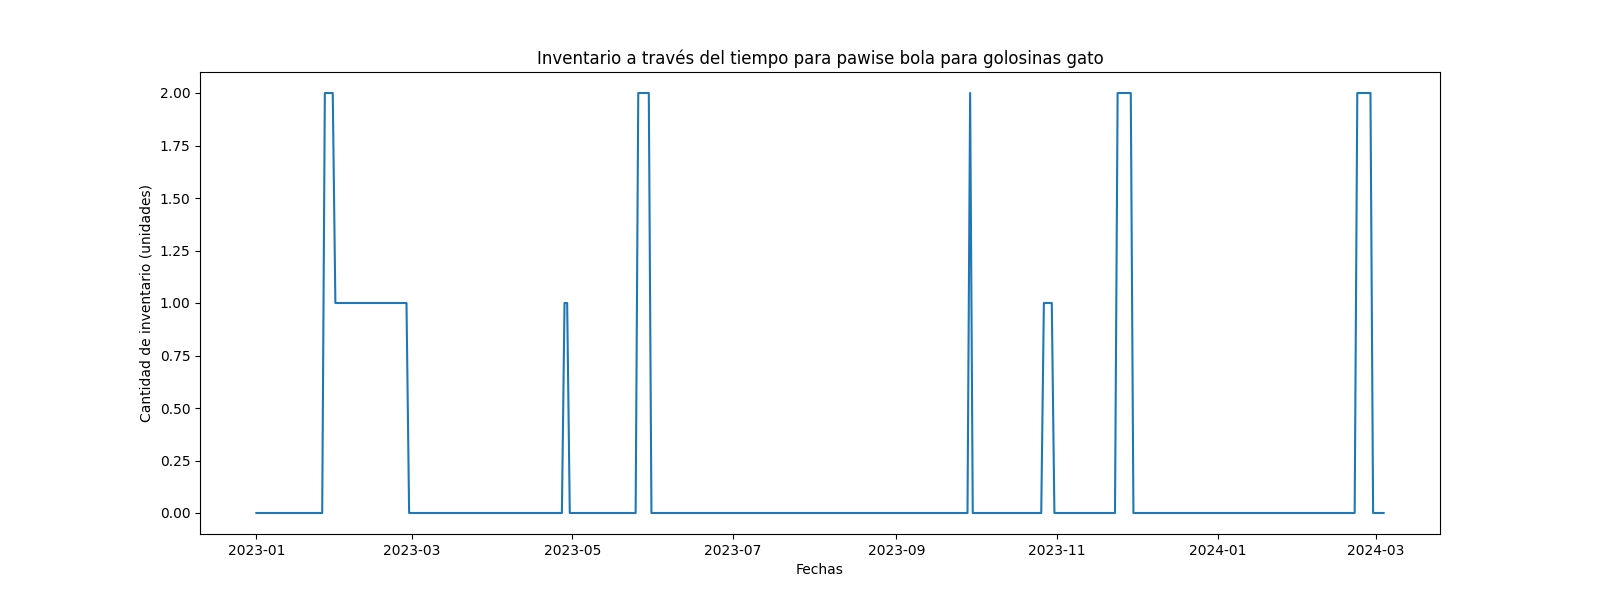 Inventario a través del tiempo para pawise bola para golosinas gato
Cantidad de inventario (unidades)
2.00
1.75
1.50
1.25
1.00
0.75
0.50
0.25
0.00
2023-01 2023-03 2023-05 2023-07 2023-09 2023-11 2024-01 2024-03
Fechas